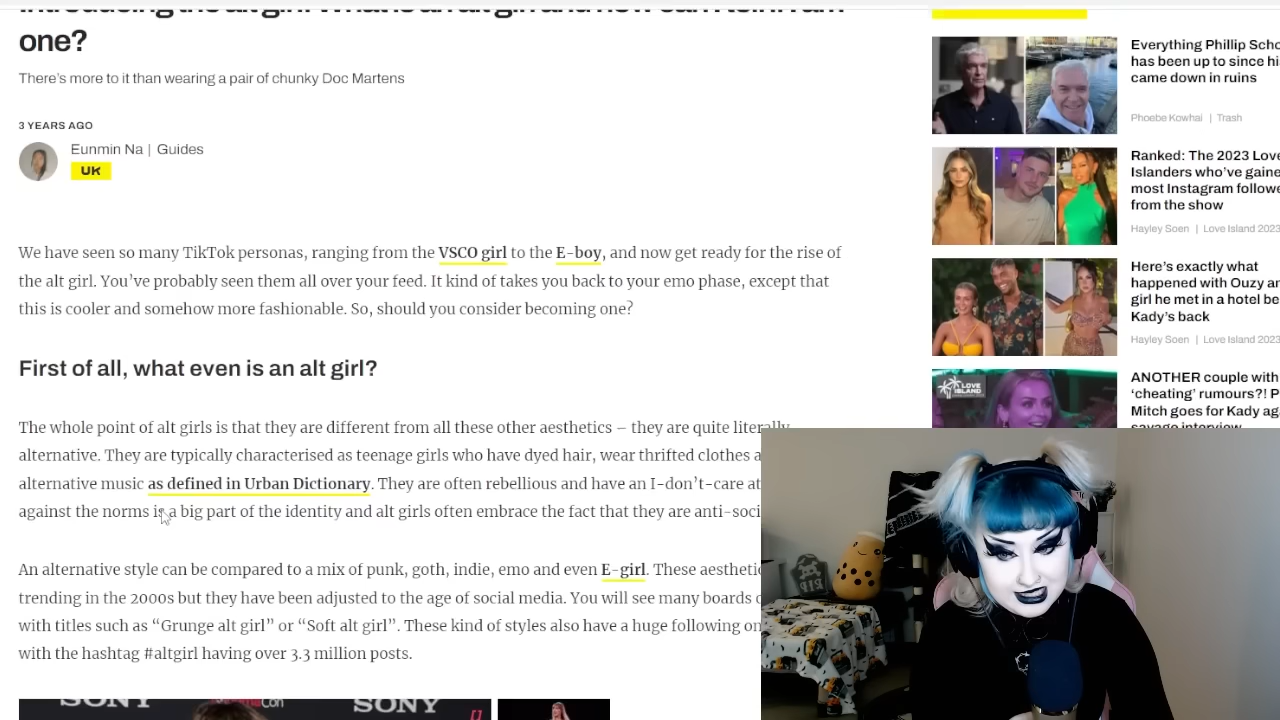 one?
There's more to it than wearing a pair of chunky Doc Martens
3 YEARS AGO
Eunmin Na | Guides
UK
We have seen so many TikTok personas, ranging from the VSCO girl to the E-boy, and now get ready for the rise of
the alt girl. You've probably seen them all over your feed. It kind of takes you back to your emo phase, except that
this is cooler and somehow more fashionable. So, should you consider becoming one?
First of all, what even is an alt girl?
The whole point of alt girls is that they are different from all these other aesthetics – they are quite literally
alternative. They are typically characterised as teenage girls who have dyed hair, wear thrifted clothes a
alternative music as defined in Urban Dictionary. They are often rebellious and have an I-don't-care at
against the norms is a big part of the identity and alt girls often embrace the fact that they are anti-soci
An alternative style can be compared to a mix of punk, goth, indie, emo and even E-girl. These aesthetic
trending in the 2000s but they have been adjusted to the age of social media. You will see many boards
with titles such as “Grunge alt girl” or “Soft alt girl”. These kind of styles also have a huge following on
with the hashtag #altgirl having over 3.3 million posts.
SONY
Con
SONY
Everything Phillip Scho
has been up to since hi
came down in ruins
Phoebe Kowhai | Trash
Ranked: The 2023 Love
Islanders who've gaine
most Instagram followe
from the show
Hayley Soen | Love Island 2023
Here's exactly what
happened with Ouzy an
girl he met in a hotel be
Kady's back
Hayley Soen | Love Island 2023
LOVE
ISLAND
ANOTHER couple with
‘cheating’ rumours?! P
Mitch goes for Kady ag
savage interview
RIP